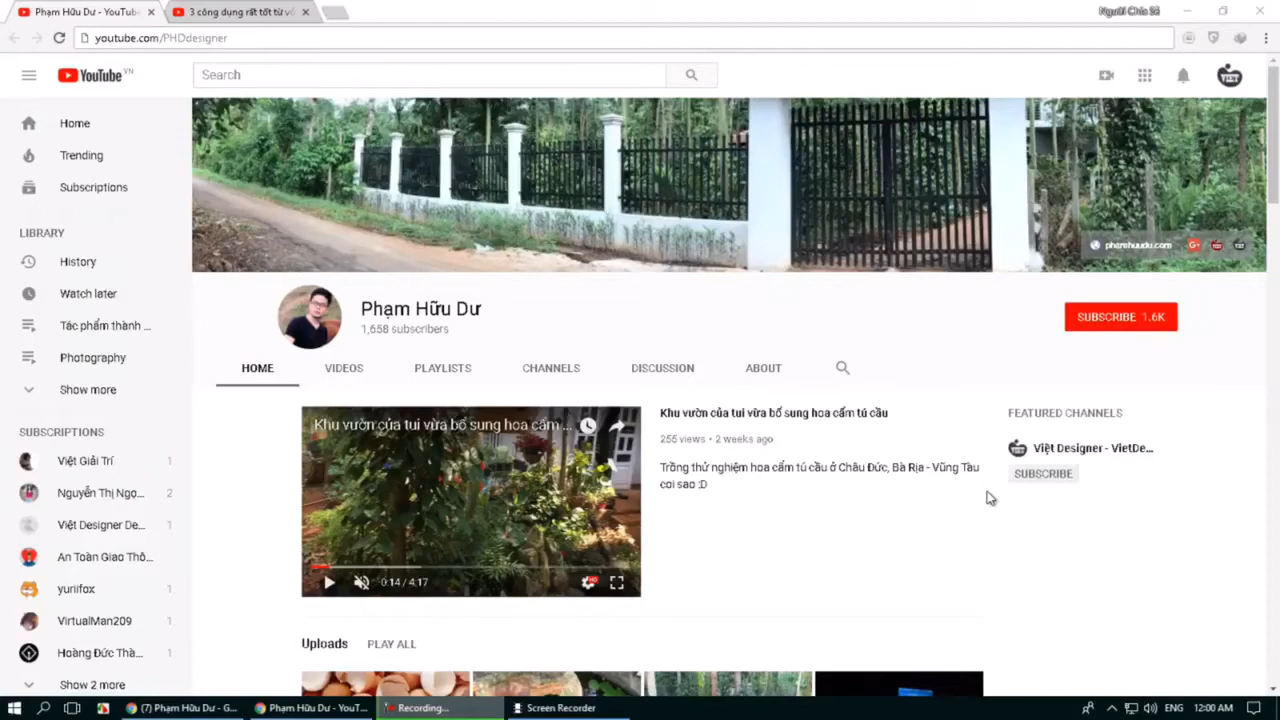 Phạm Hữu Dư - YouTube
3 công dụng rất tốt từ vỏ
Người Chia Sẻ
youtube.com/PHDdesigner
YouTube VN
Search
VIET
Home
Trending
Subscriptions
LIBRARY
History
Watch later
Tác phẩm thành ...
Photography
Show more
SUBSCRIPTIONS
Việt Giải Trí 1
Nguyễn Thị Ngọ... 2
Việt Designer De... 1
An Toàn Giao Thô...
yuriifox 1
VirtualMan209 1
Hoàng Đức Thà... 1
Show 2 more
phamhuudu.com G+
Phạm Hữu Dư
1,658 subscribers
SUBSCRIBE 1.6K
HOME VIDEOS PLAYLISTS CHANNELS DISCUSSION ABOUT
Khu vườn của tui vừa bổ sung hoa cẩm ...
0:14 / 4:17
HD
Khu vườn của tui vừa bổ sung hoa cẩm tú cầu
255 views • 2 weeks ago
Trồng thử nghiệm hoa cẩm tú cầu ở Châu Đức, Bà Rịa - Vũng Tàu
coi sao :D
FEATURED CHANNELS
Việt Designer - VietDe...
SUBSCRIBE
Uploads PLAY ALL
(7) Phạm Hữu Dư - G...
Phạm Hữu Dư - YouT...
Recording...
Screen Recorder
ENG 12:00 AM